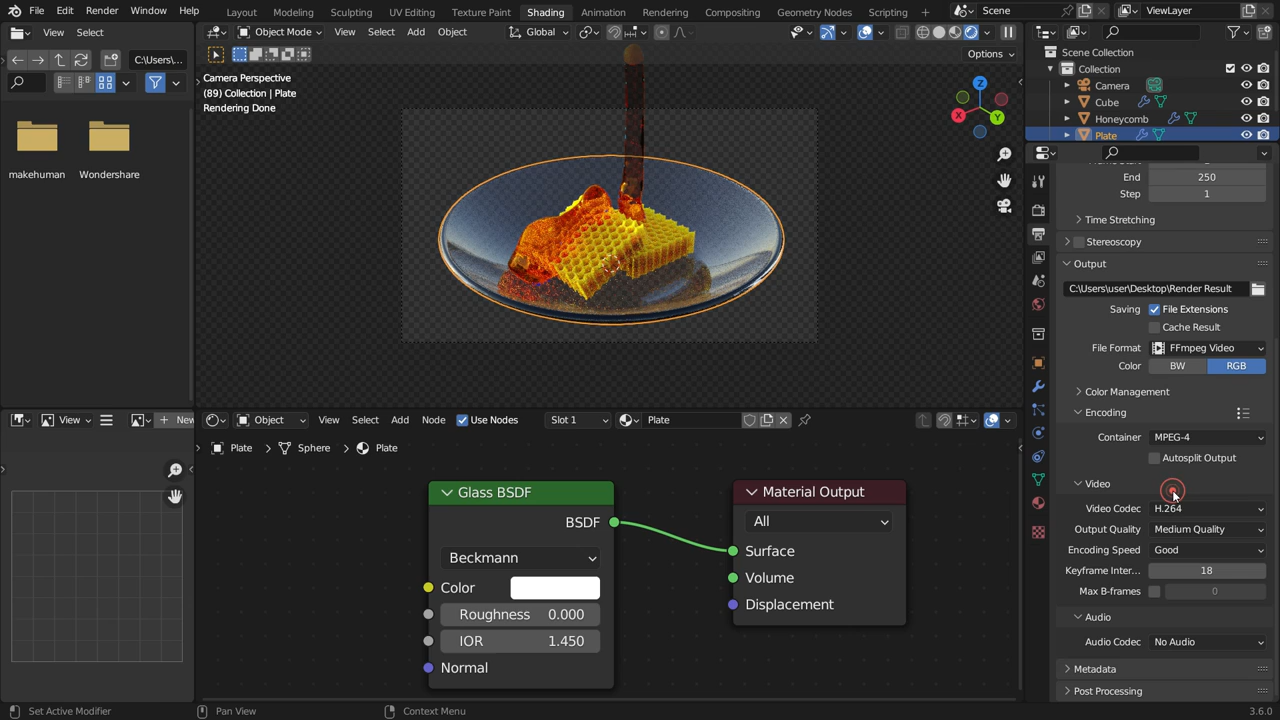 File Edit Render Window Help Layout Modeling Sculpting UV Editing Texture Paint Shading Animation Rendering Compositing Geometry Nodes Scripting + Scene ViewLayer
View Select
Object Mode View Select Add Object Global
C:\Users\...
Options
makehuman Wondershare
Camera Perspective
(89) Collection | Plate
Rendering Done
Z
X
Y
Scene Collection
Collection
Camera
Cube
Honeycomb
Plate
End 250
Step 1
Time Stretching
Stereoscopy
Output
C:\Users\user\Desktop\Render Result
Saving File Extensions
Cache Result
File Format FFmpeg Video
Color BW RGB
Color Management
Encoding
Container MPEG-4
Autosplit Output
Video
Video Codec H.264
Output Quality Medium Quality
Encoding Speed Good
Keyframe Inter... 18
Max B-frames 0
Audio
Audio Codec No Audio
Metadata
Post Processing
View + New
Object View Select Add Node Use Nodes Slot 1 Plate
Plate > Sphere > Plate
Glass BSDF
BSDF
Beckmann
Color
Roughness 0.000
IOR 1.450
Normal
Material Output
All
Surface
Volume
Displacement
Set Active Modifier Pan View Context Menu 3.6.0